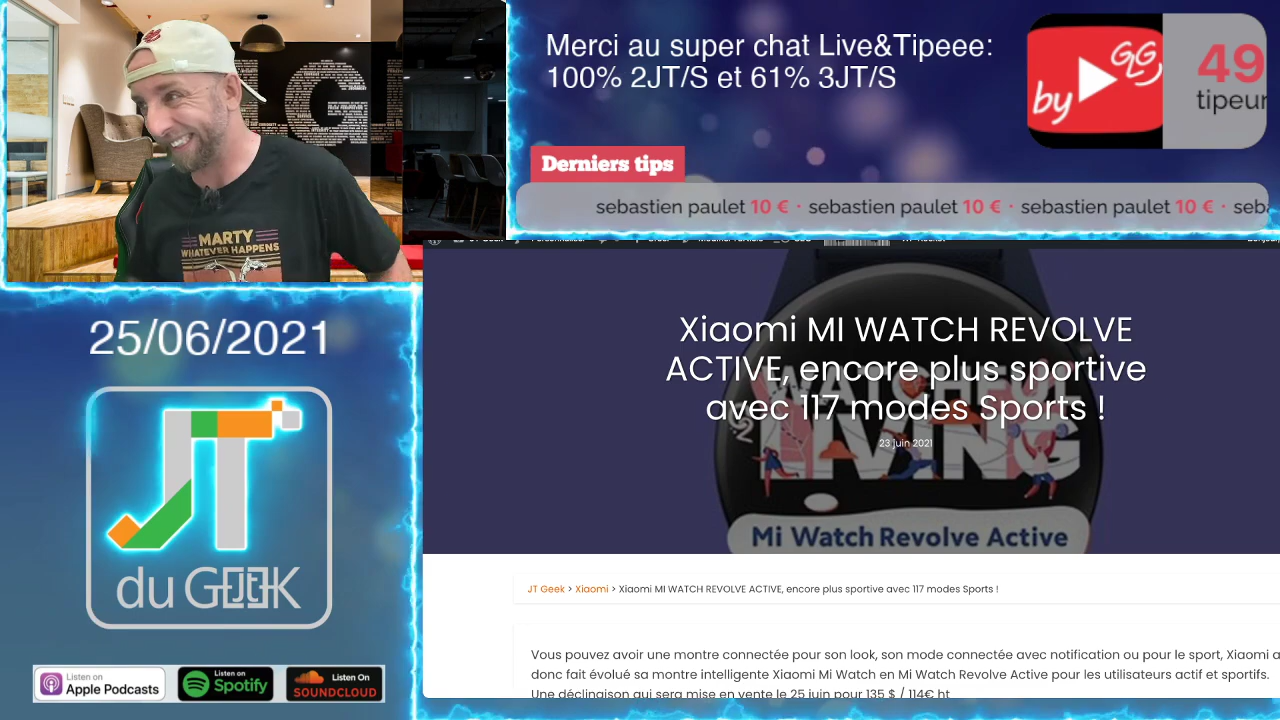 Merci au super chat Live&Tipeee:
100% 2JT/S et 61% 3JT/S
by GG
49
tipeur
Derniers tips
sebastien paulet 10 € · sebastien paulet 10 € · sebastien paulet 10 € · seb
MARTY
WHATEVER HAPPENS
25/06/2021
JT
du GEEK
Listen on
Apple Podcasts
Listen on
Spotify
Listen On
SOUNDCLOUD
Xiaomi MI WATCH REVOLVE
ACTIVE, encore plus sportive
avec 117 modes Sports !
23 juin 2021
WATCHFUL
LIVING
Mi Watch Revolve Active
JT Geek > Xiaomi > Xiaomi MI WATCH REVOLVE ACTIVE, encore plus sportive avec 117 modes Sports !
Vous pouvez avoir une montre connectée pour son look, son mode connectée avec notification ou pour le sport, Xiaomi a
donc fait évolué sa montre intelligente Xiaomi Mi Watch en Mi Watch Revolve Active pour les utilisateurs actif et sportifs.
Une déclinaison qui sera mise en vente le 25 juin pour 135 $ / 114€ ht